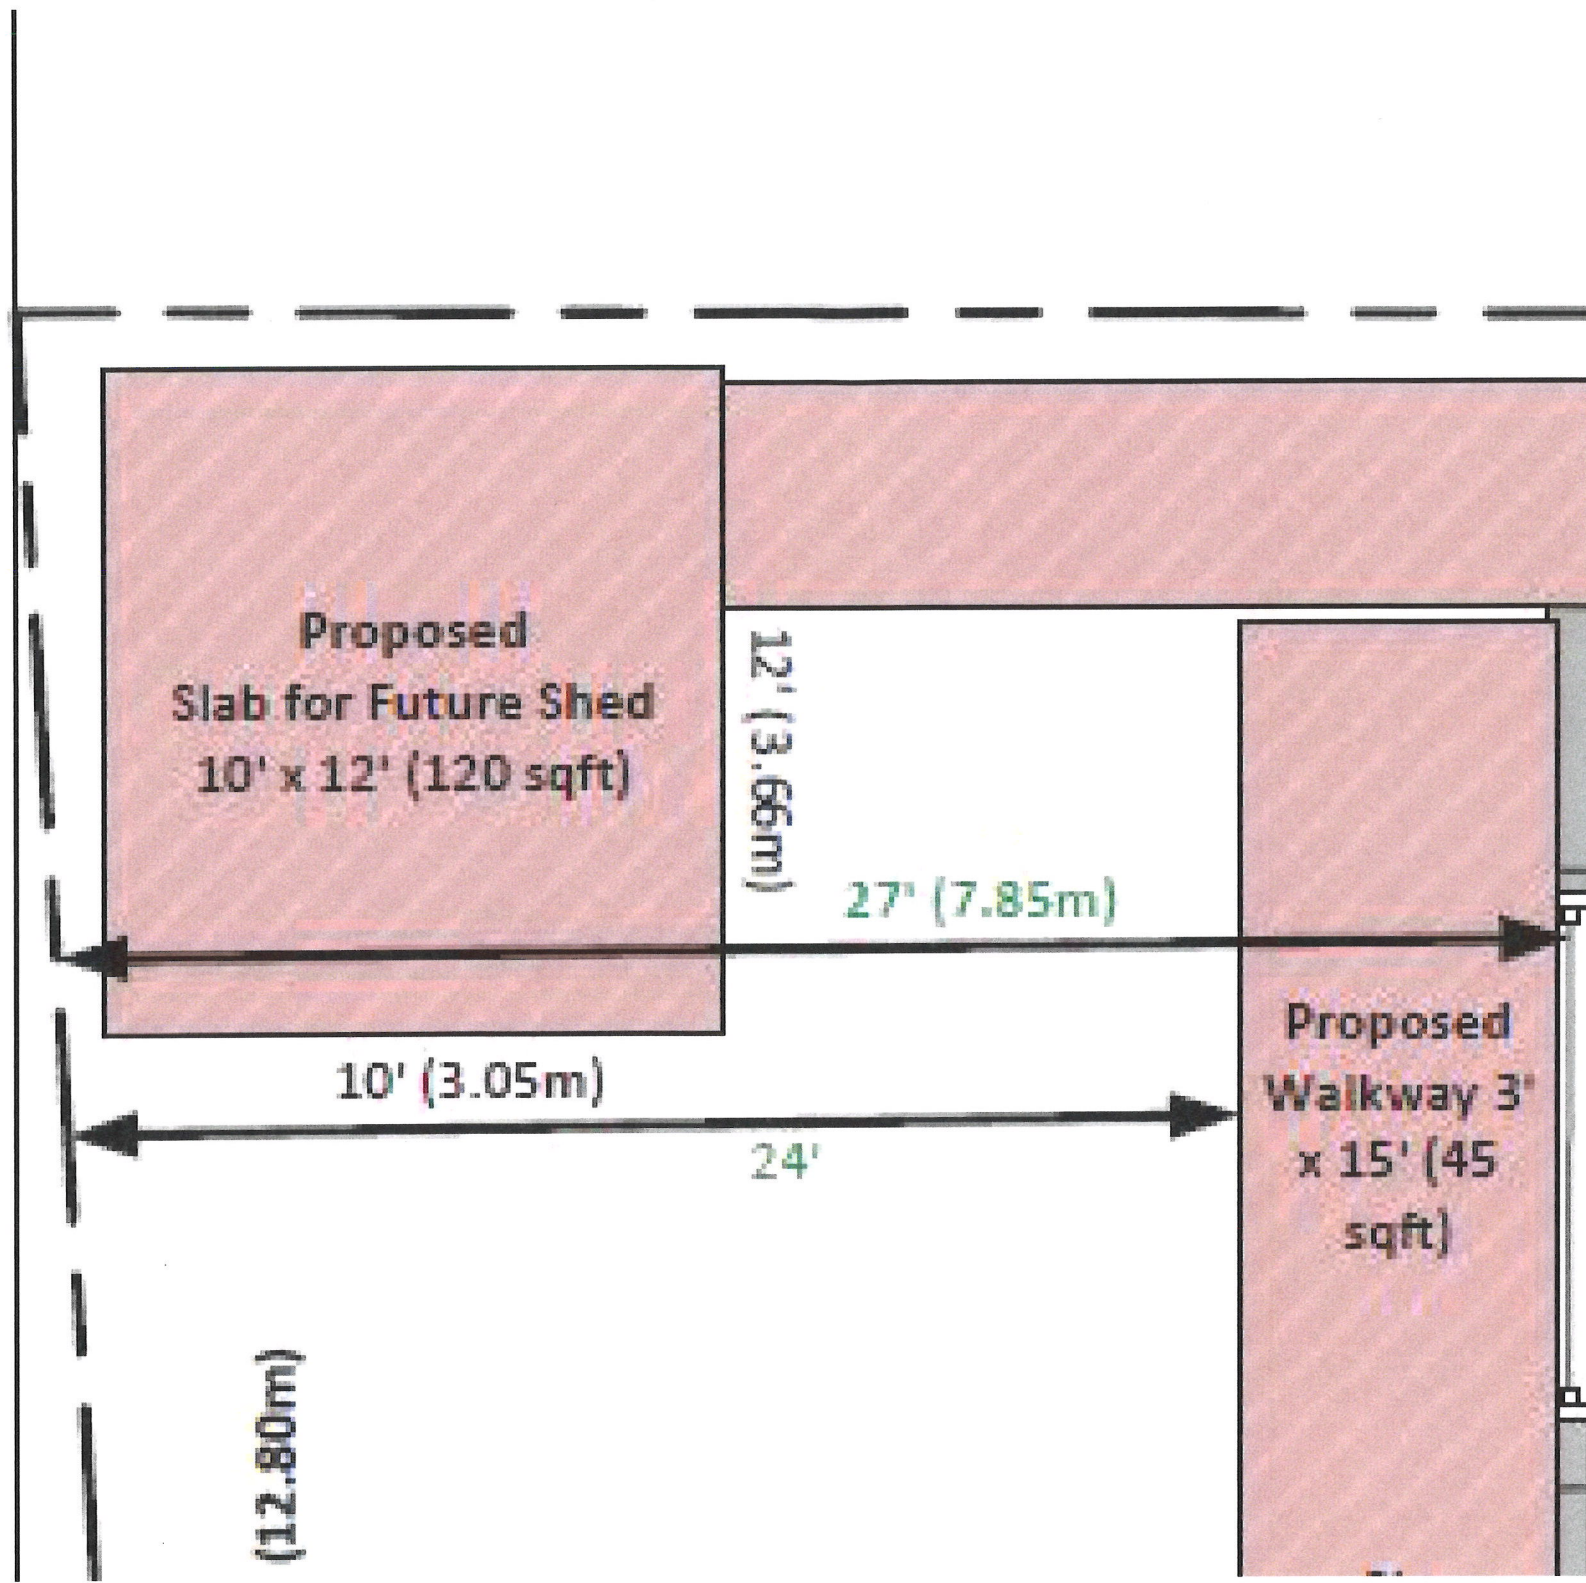 Proposed
Slab for Future Shed
10' x 12' (120 sqft)
12' (3.66m)
27' (7.85m)
10' (3.05m)
24'
Proposed
Walkway 3'
x 15' (45
sqft)
(12.80m)